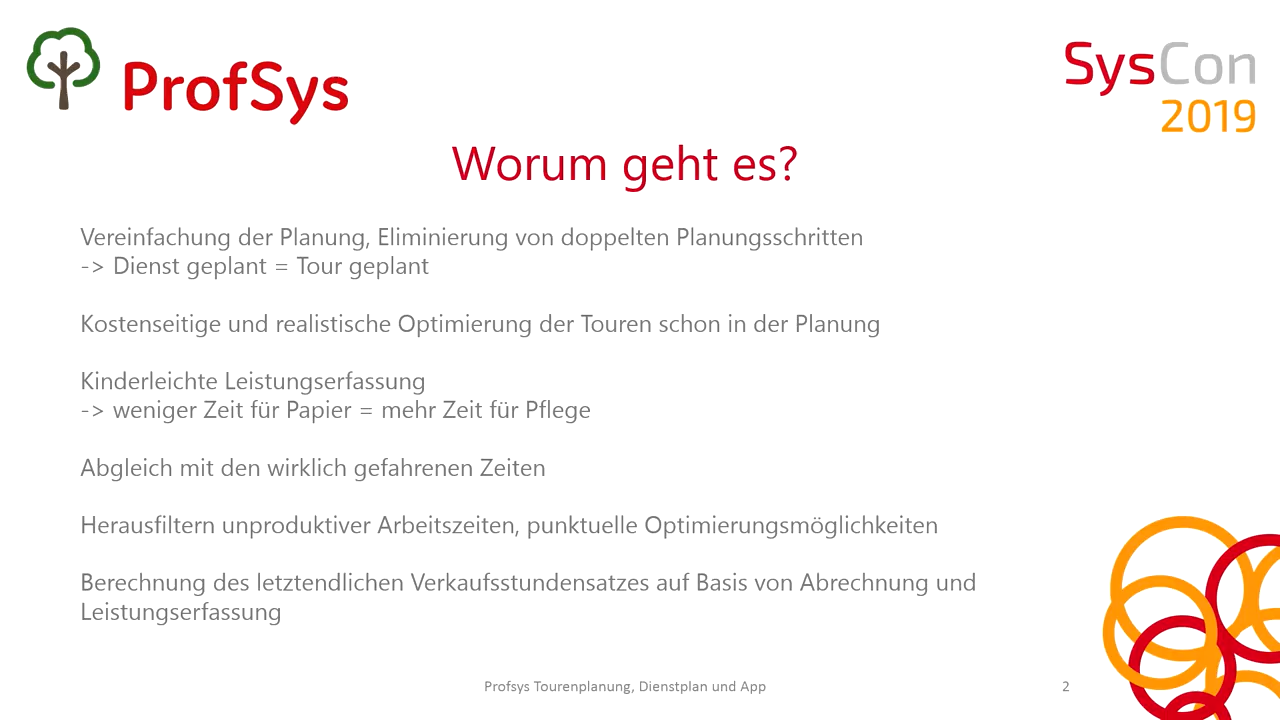 ProfSys
SysCon
2019
Worum geht es?
Vereinfachung der Planung, Eliminierung von doppelten Planungsschritten
-> Dienst geplant = Tour geplant
Kostenseitige und realistische Optimierung der Touren schon in der Planung
Kinderleichte Leistungserfassung
-> weniger Zeit für Papier = mehr Zeit für Pflege
Abgleich mit den wirklich gefahrenen Zeiten
Herausfiltern unproduktiver Arbeitszeiten, punktuelle Optimierungsmöglichkeiten
Berechnung des letztendlichen Verkaufsstundensatzes auf Basis von Abrechnung und
Leistungserfassung
Profsys Tourenplanung, Dienstplan und App
2